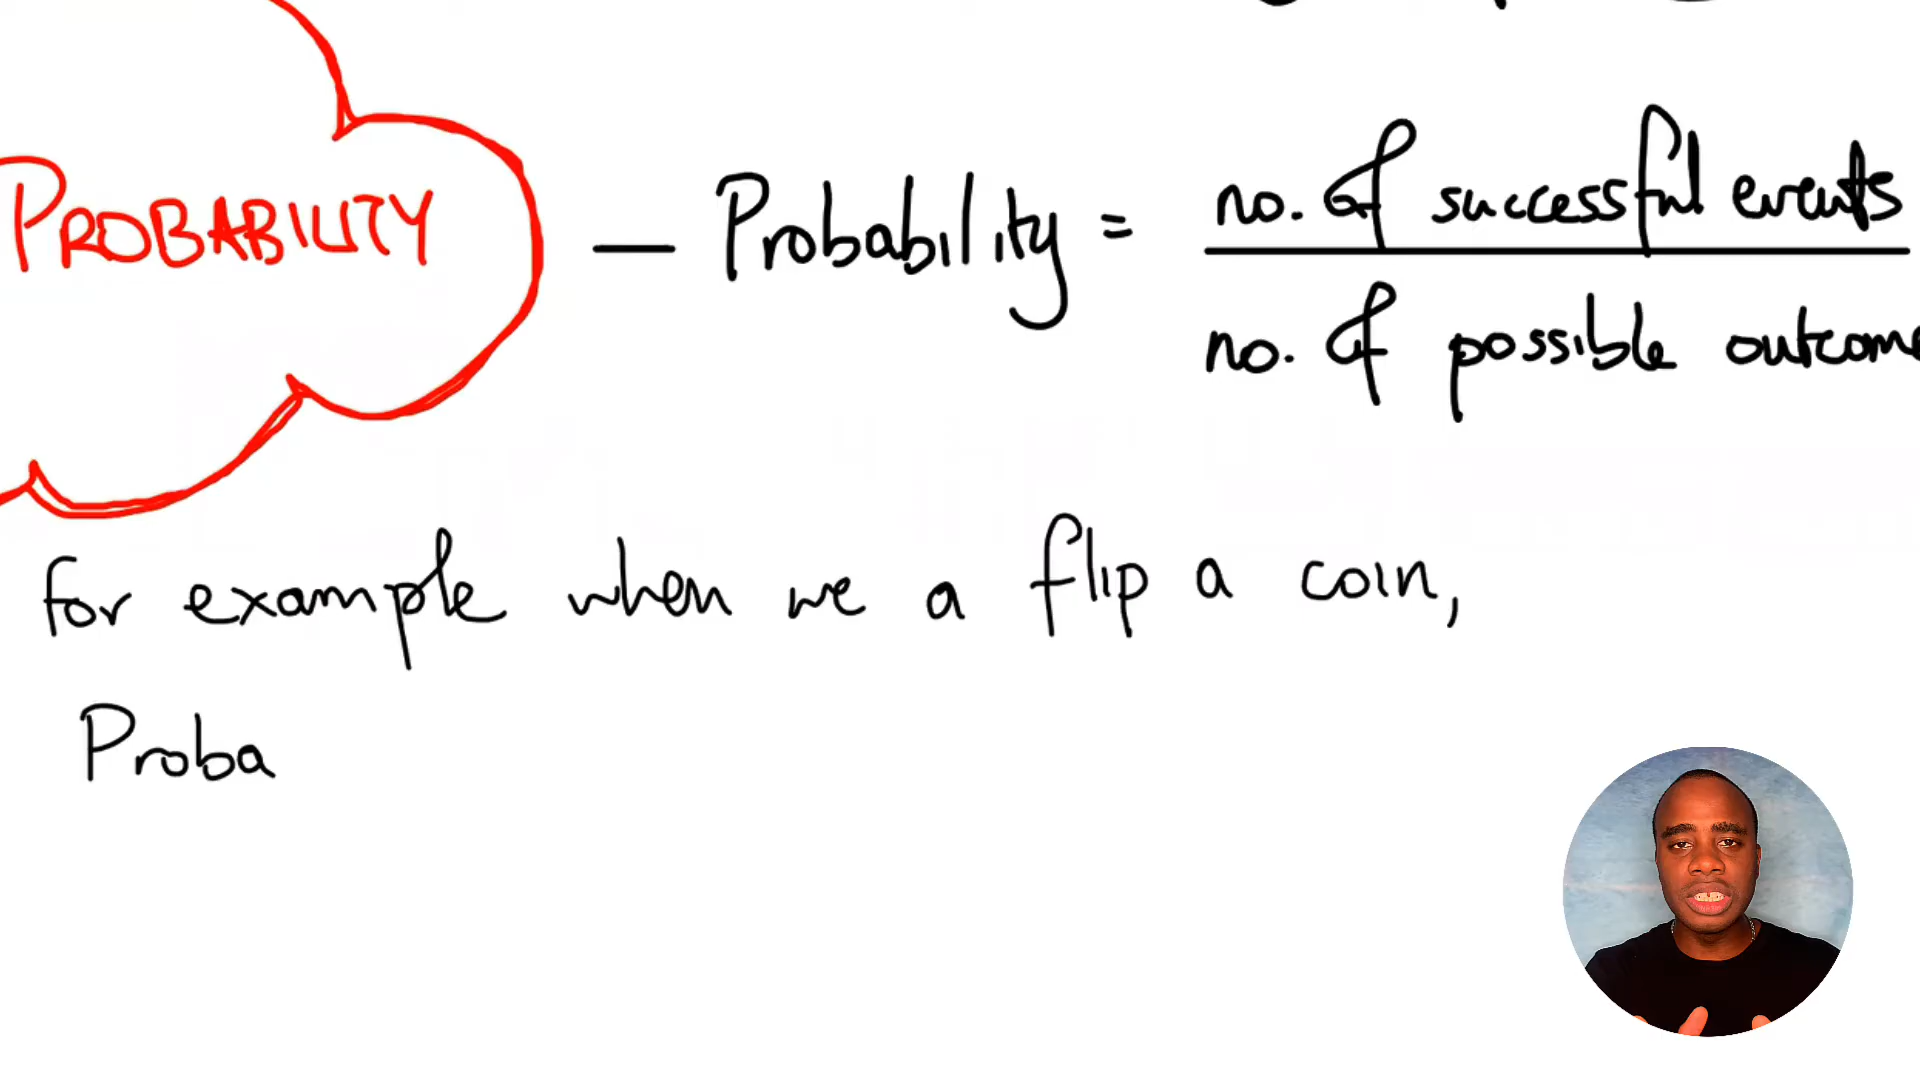 PROBABILITY — Probability = no. of successful events
no. of possible outcome
for example when we a flip a coin,
Proba